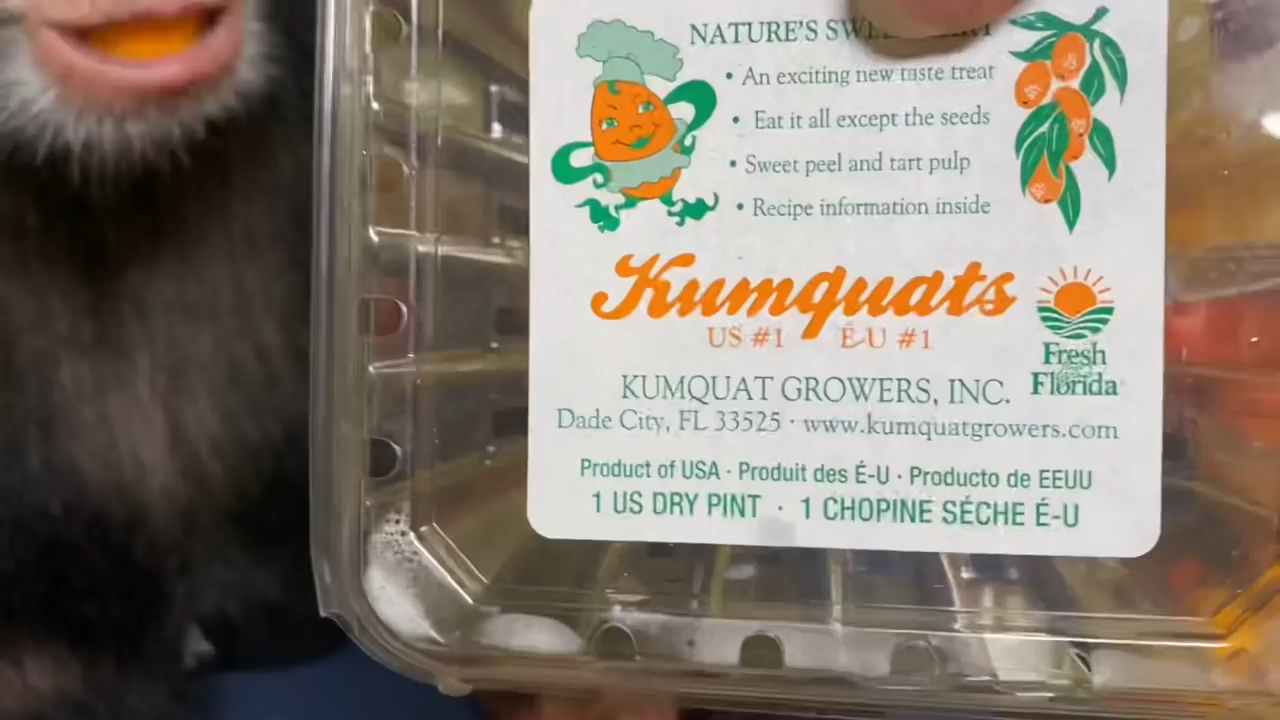 NATURE'S
• An exciting new taste treat
• Eat it all except the seeds
• Sweet peel and tart pulp
• Recipe information inside
Kumquats
US #1 É-U #1
Fresh
Florida
KUMQUAT GROWERS, INC.
Dade City, FL 33525 · www.kumquatgrowers.com
Product of USA · Produit des É-U · Producto de EEUU
1 US DRY PINT · 1 CHOPINE SÉCHE É-U